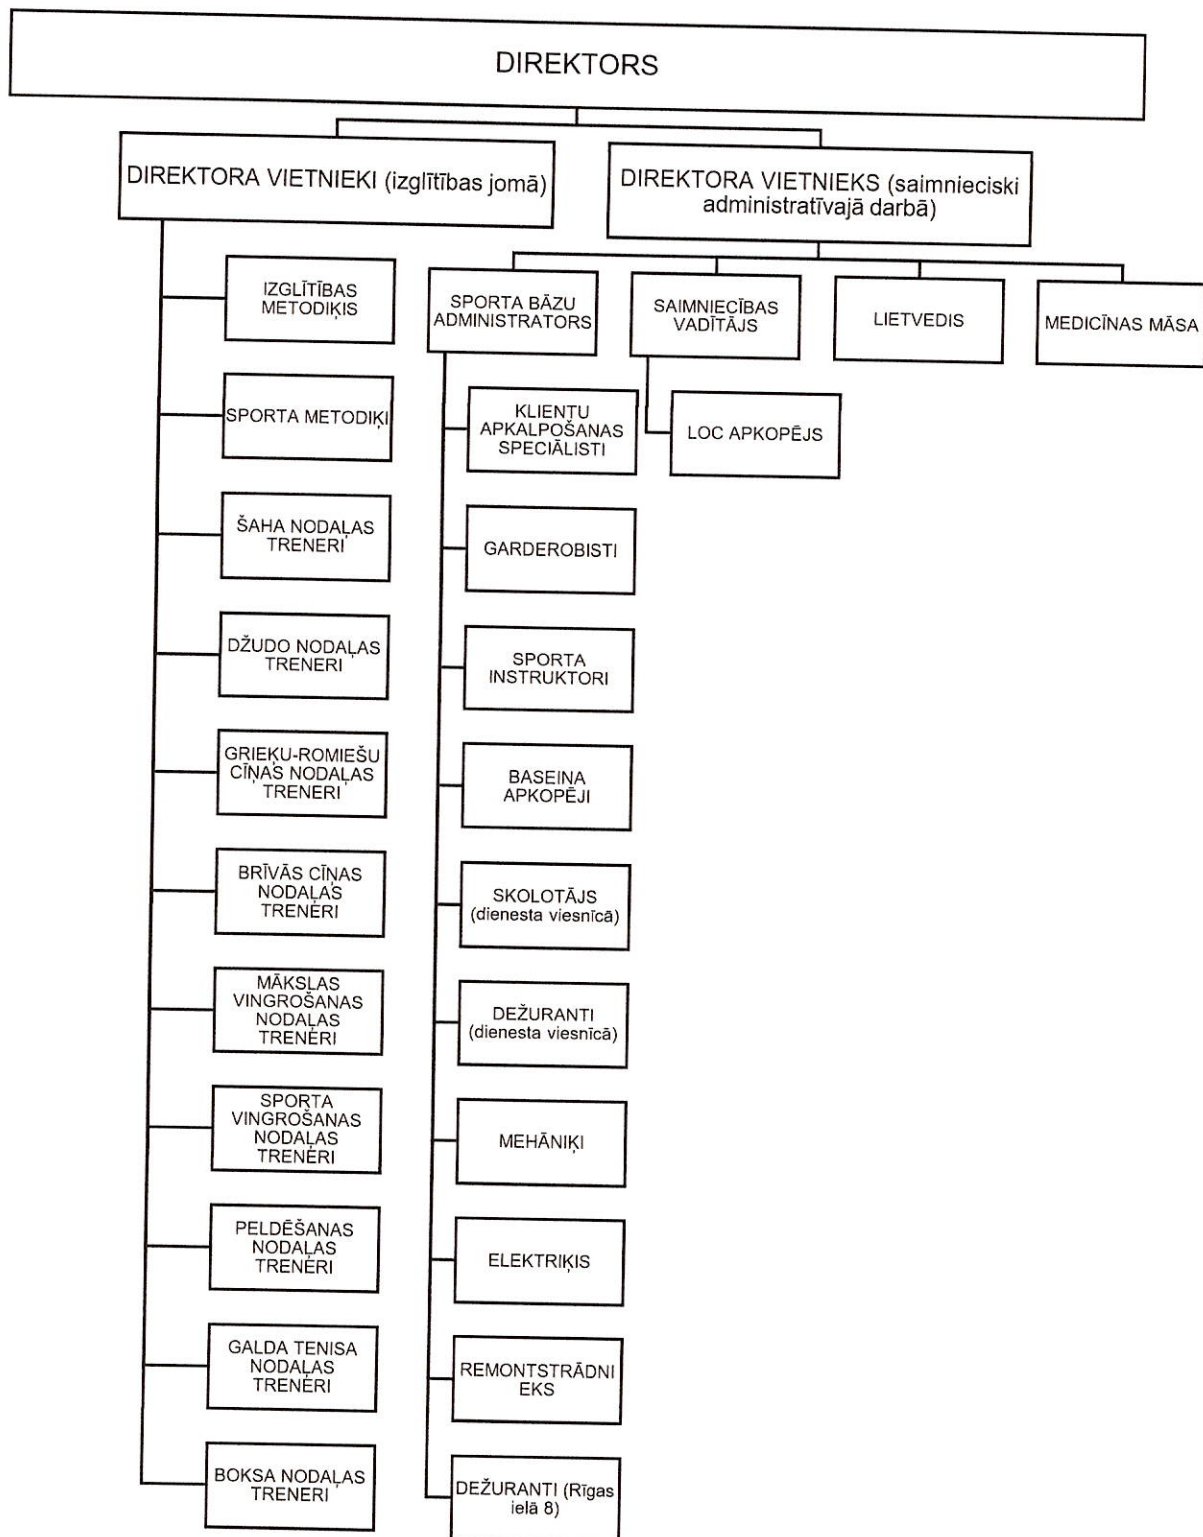 DIREKTORS
DIREKTORA VIETNIEKI (izglītības jomā)
DIREKTORA VIETNIEKS (saimnieciski
administratīvajā darbā)
IZGLĪTĪBAS
METODIĶIS
SPORTA METODIĶI
ŠAHA NODAĻAS
TRENERI
DŽUDO NODAĻAS
TRENERI
GRIEĶU-ROMIEŠU
CĪŅAS NODAĻAS
TRENERI
BRĪVĀS CĪŅAS
NODAĻAS
TRENERI
MĀKSLAS
VINGROŠANAS
NODAĻAS
TRENERI
SPORTA
VINGROŠANAS
NODAĻAS
TRENERI
PELDĒŠANAS
NODAĻAS
TRENERI
GALDA TENISA
NODAĻAS
TRENERI
BOKSA NODAĻAS
TRENERI
SPORTA BĀZU
ADMINISTRATORS
KLIENTU
APKALPOŠANAS
SPECIĀLISTI
GARDEROBISTI
SPORTA
INSTRUKTORI
BASEINA
APKOPĒJI
SKOLOTĀJS
(dienesta viesnīcā)
DEŽURANTI
(dienesta viesnīcā)
MEHĀNIĶI
ELEKTRIĶIS
REMONTSTRĀDNI
EKS
DEŽURANTI (Rīgas
ielā 8)
SAIMNIECĪBAS
VADĪTĀJS
LOC APKOPĒJS
LIETVEDIS
MEDICĪNAS MĀSA